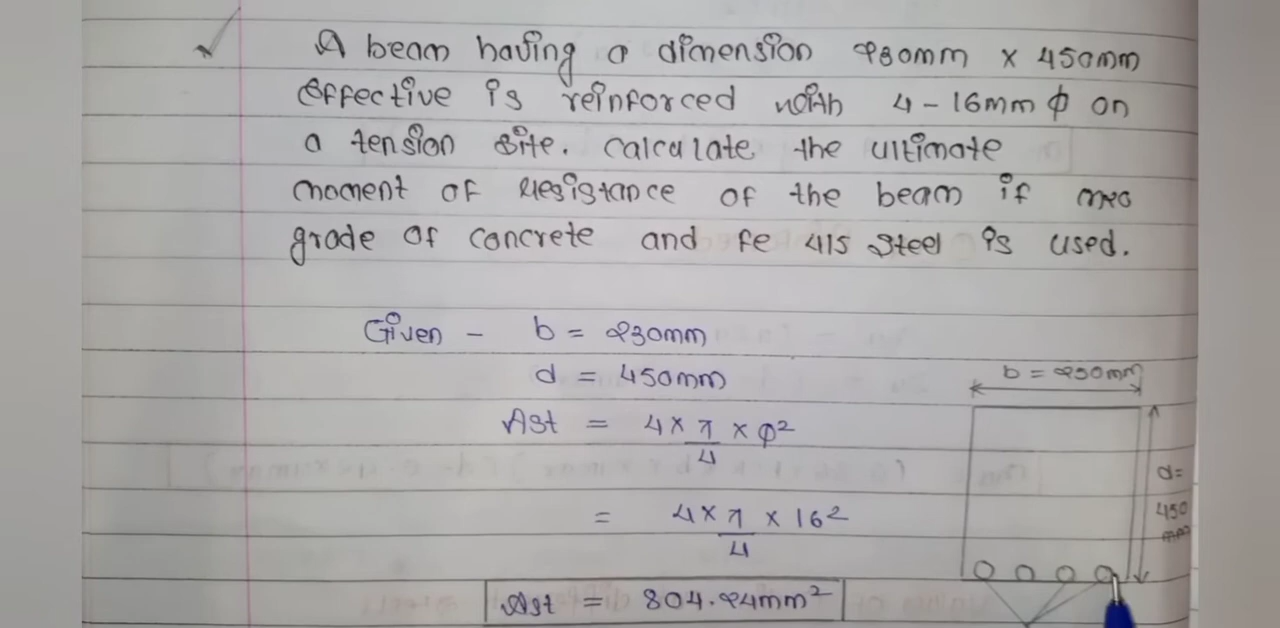 A beam having a dimension 230mm x 450mm
effective is reinforced with 4-16mm ϕ on
a tension site. calculate the ultimate
moment of resistance of the beam if m20
grade of concrete and fe 415 steel is used.
Given - b = 230mm
d = 450mm
Ast = 4 x π/4 x ϕ²
= 4 x π/4 x 16²
Ast = 804.24mm²
b = 230mm
d=
450
mm